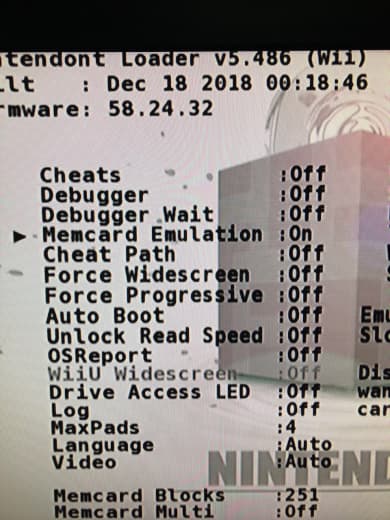 tendont Loader v5.486 (Wii)
ilt : Dec 18 2018 00:18:46
rmware: 58.24.32
Cheats :Off
Debugger :Off
Debugger Wait :Off
▶ Memcard Emulation :On
Cheat Path :Off
Force Widescreen :Off
Force Progressive :Off
Auto Boot :Off Emu
Unlock Read Speed :Off Slo
OSReport :Off
WiiU Widescreen :Off Dis
Drive Access LED :Off wan
Log :Off car
MaxPads :4
Language :Auto
Video :Auto
NINTEND
Memcard Blocks :251
Memcard Multi :Off